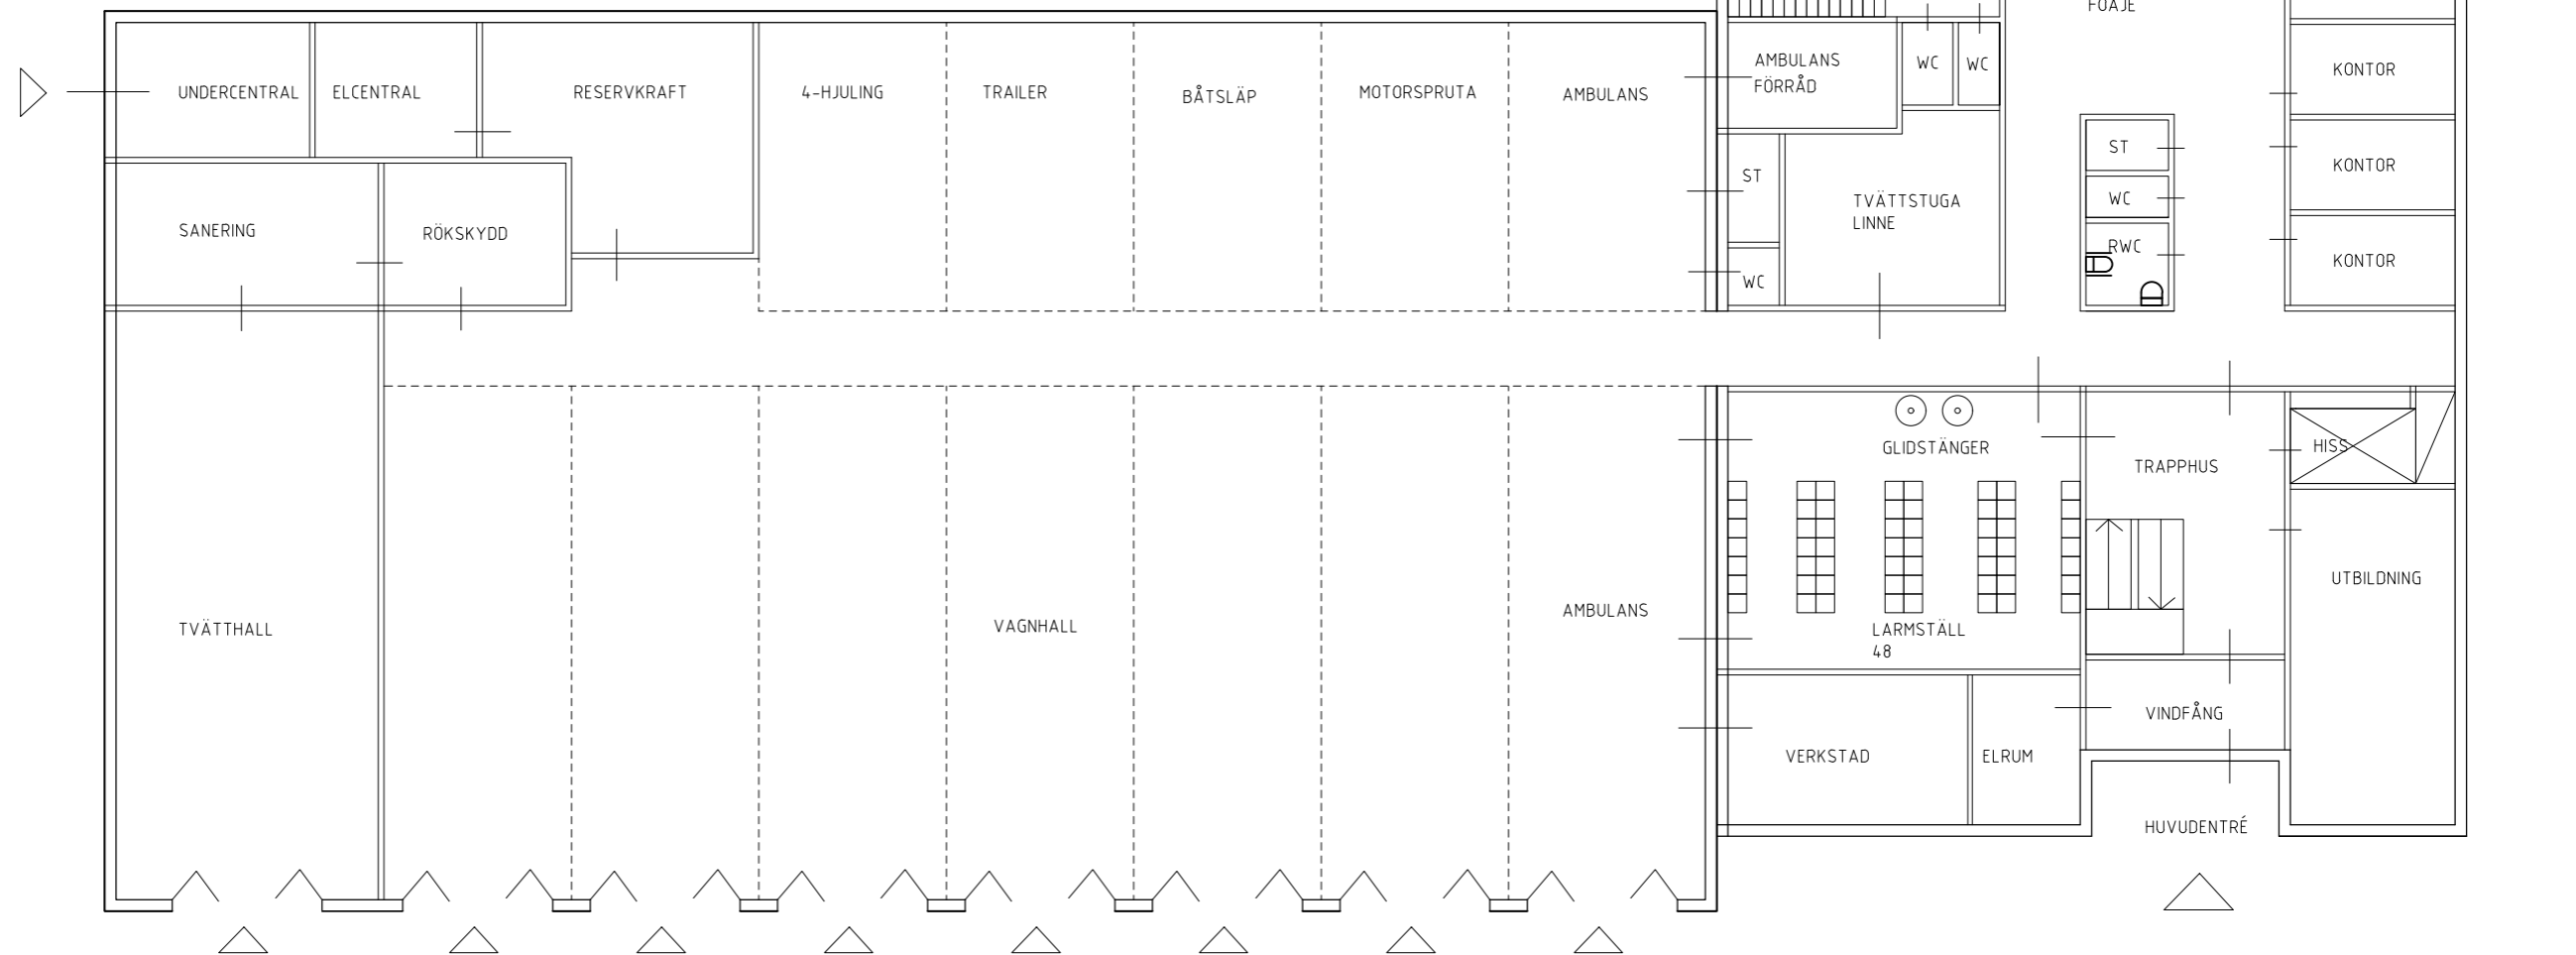 FOAJÉ
UNDERCENTRAL
ELCENTRAL
RESERVKRAFT
4-HJULING
TRAILER
BÅTSLÄP
MOTORSPRUTA
AMBULANS
AMBULANS
FÖRRÅD
WC
WC
KONTOR
ST
KONTOR
ST
WC
TVÄTTSTUGA
LINNE
SANERING
RÖKSKYDD
RWC
KONTOR
WC
GLIDSTÄNGER
TRAPPHUS
HISS
UTBILDNING
TVÄTTHALL
VAGNHALL
AMBULANS
LARMSTÄLL
48
VINDFÅNG
VERKSTAD
ELRUM
HUVUDENTRÉ